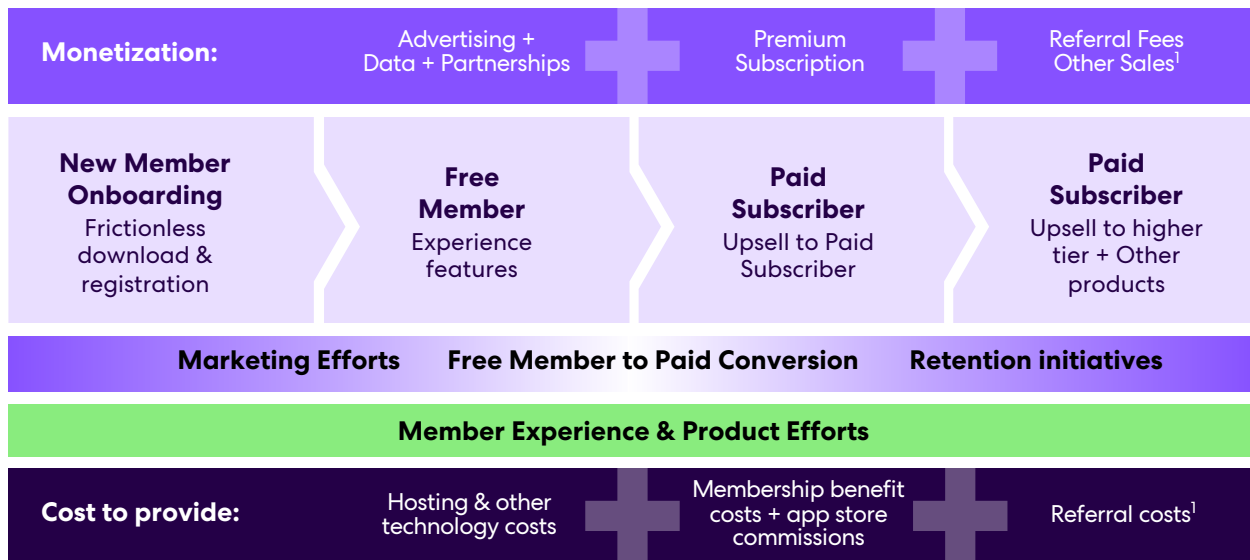 Monetization:
Advertising +
Data + Partnerships
Premium
Subscription
Referral Fees
Other Sales¹
New Member
Onboarding
Frictionless
download &
registration
Free
Member
Experience
features
Paid
Subscriber
Upsell to Paid
Subscriber
Paid
Subscriber
Upsell to higher
tier + Other
products
Marketing Efforts
Free Member to Paid Conversion
Retention initiatives
Member Experience & Product Efforts
Cost to provide:
Hosting & other
technology costs
Membership benefit
costs + app store
commissions
Referral costs¹